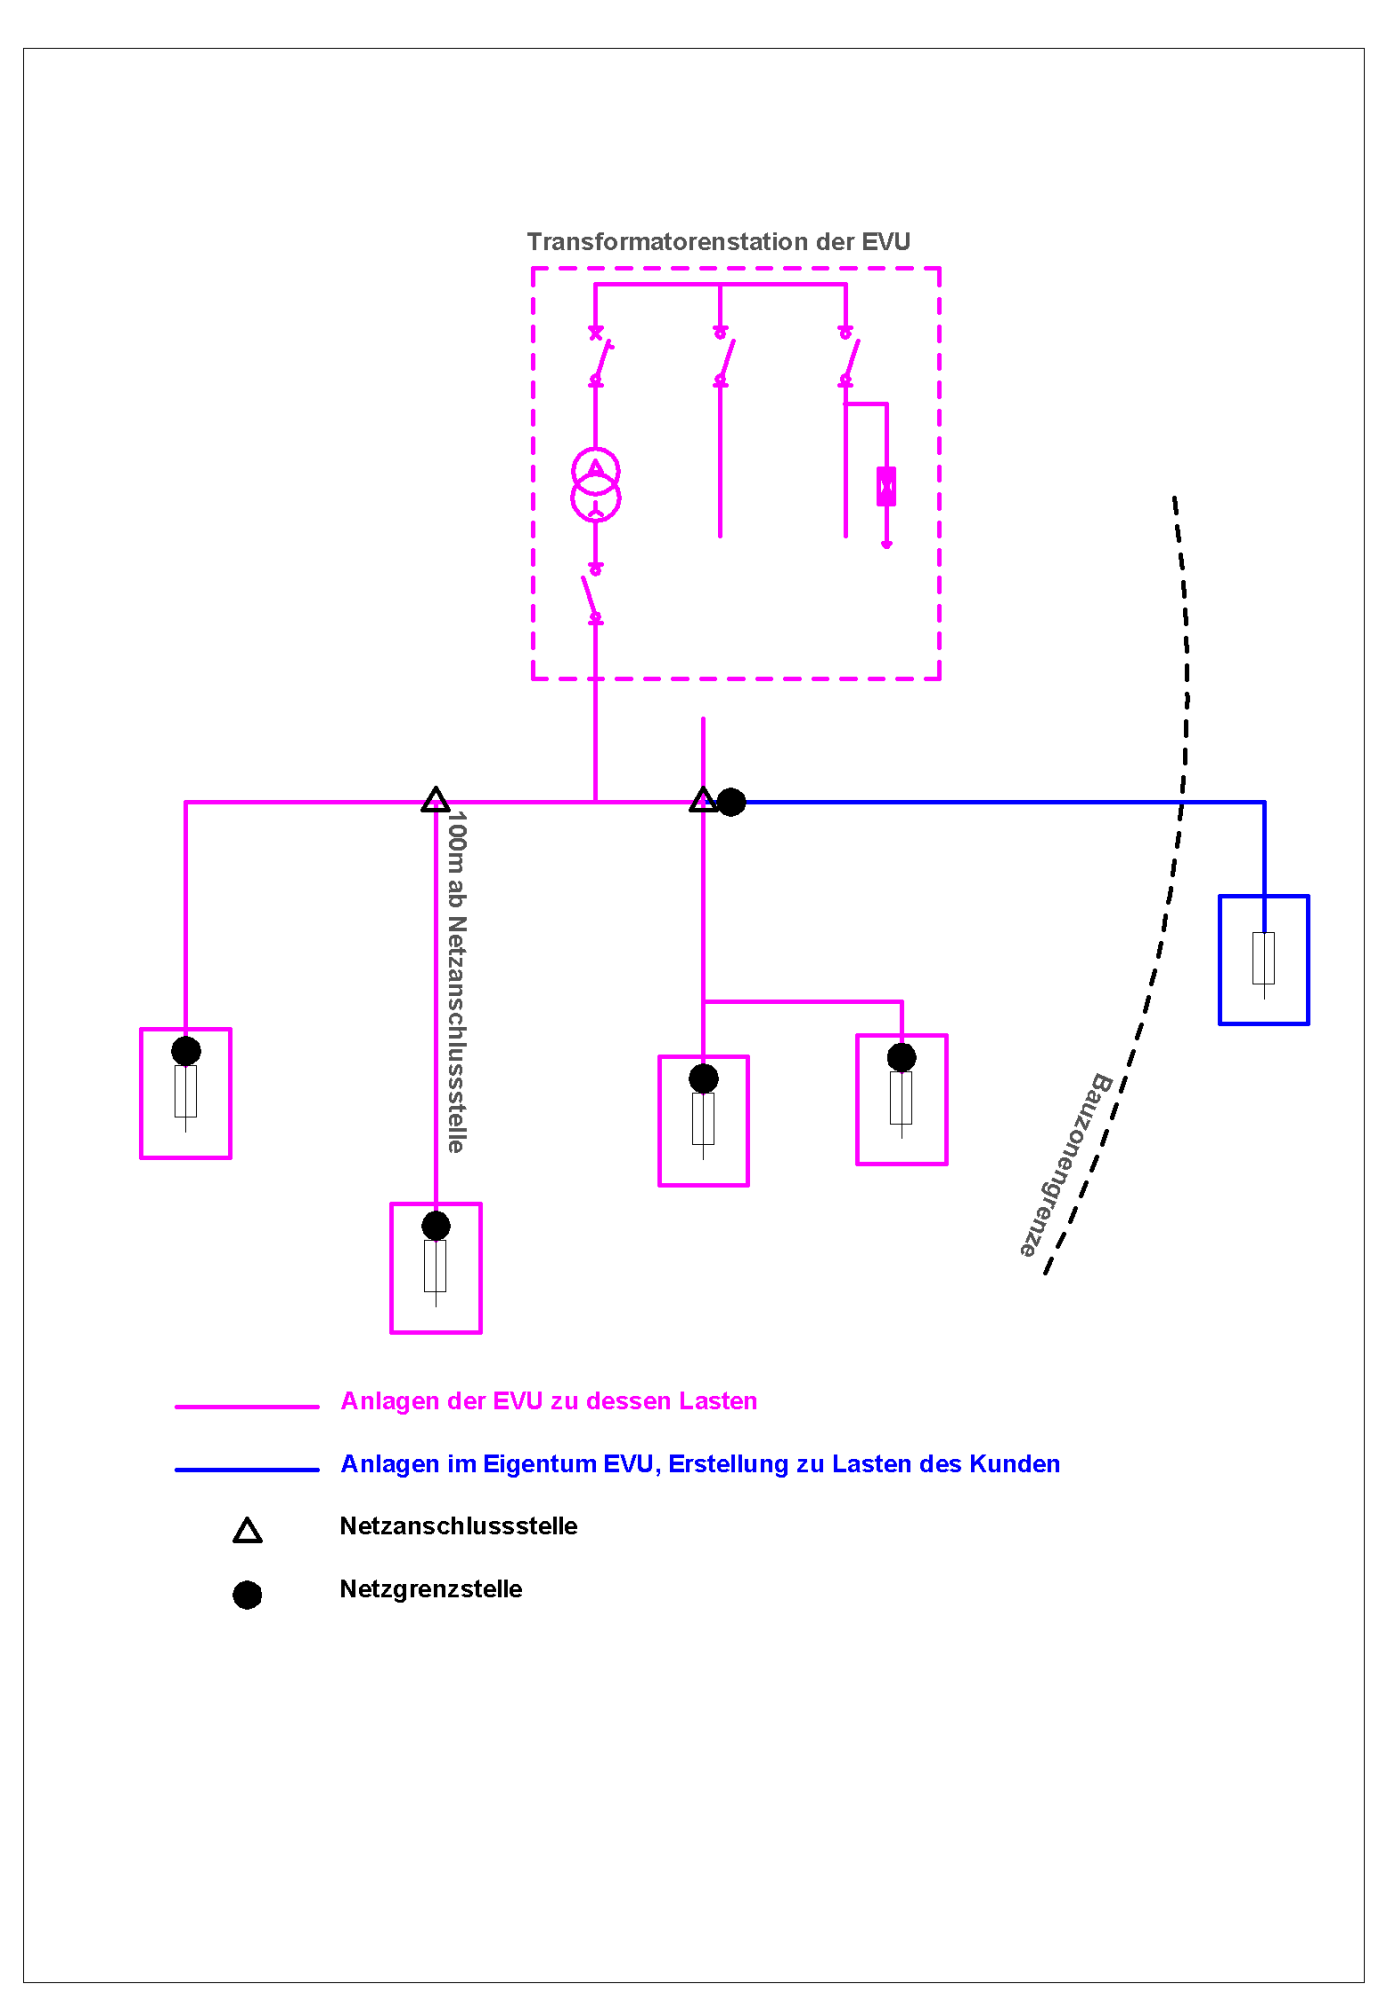 Transformatorenstation der EVU
100m ab Netzanschlussstelle
Bauzonengrenze
Anlagen der EVU zu dessen Lasten
Anlagen im Eigentum EVU, Erstellung zu Lasten des Kunden
Netzanschlussstelle
Netzgrenzstelle